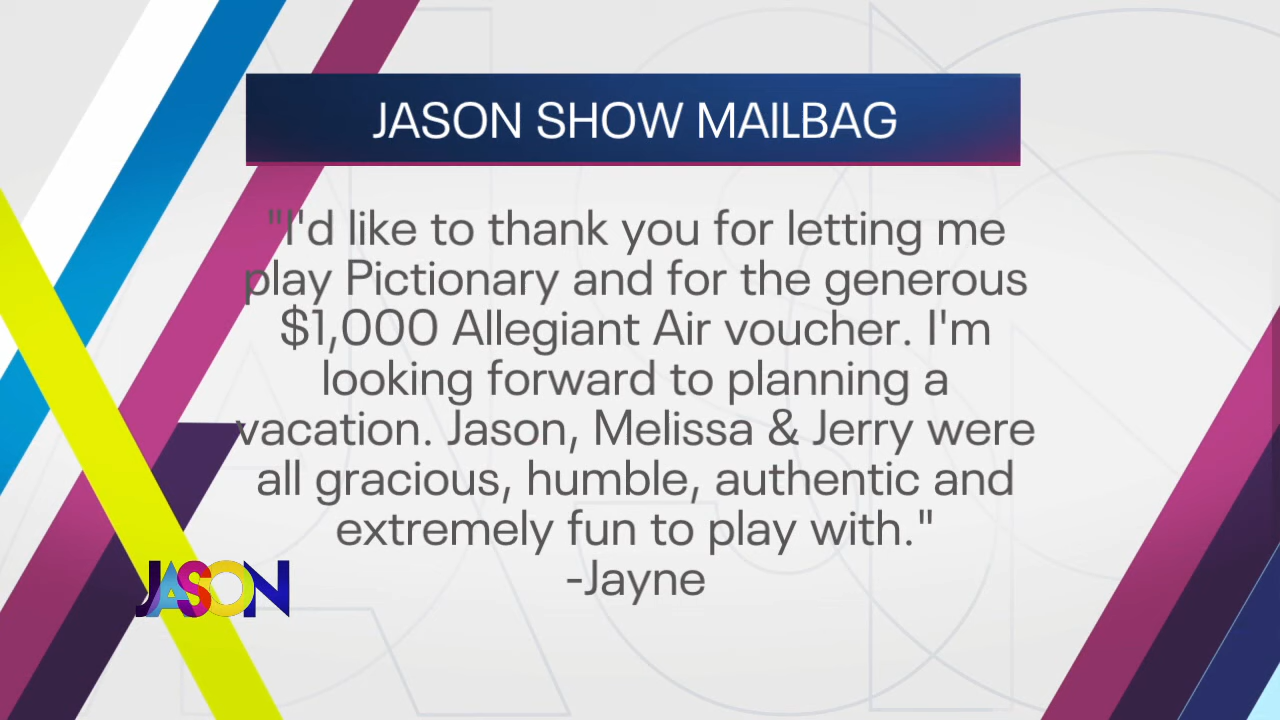 JASON SHOW MAILBAG
"I'd like to thank you for letting me
play Pictionary and for the generous
$1,000 Allegiant Air voucher. I'm
looking forward to planning a
vacation. Jason, Melissa & Jerry were
all gracious, humble, authentic and
extremely fun to play with."
-Jayne
JASON